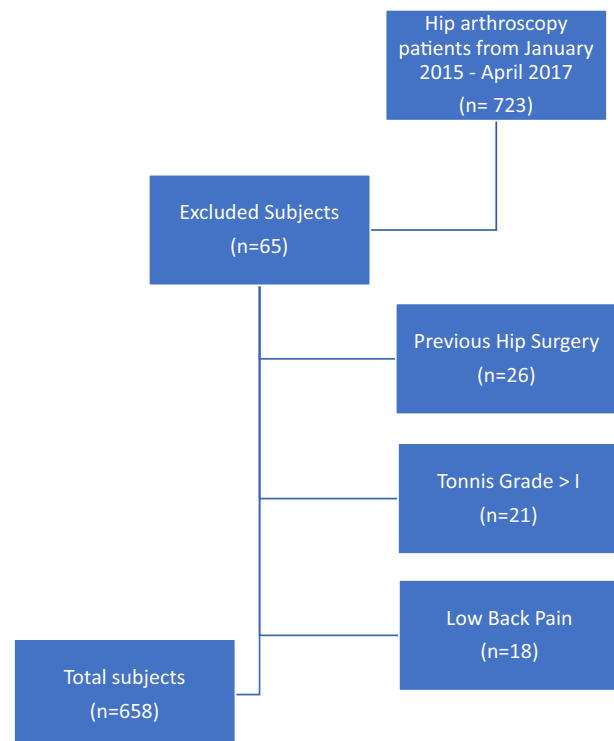 Hip arthroscopy
patients from January
2015 - April 2017
(n= 723)
Excluded Subjects
(n=65)
Previous Hip Surgery
(n=26)
Tonnis Grade > I
(n=21)
Low Back Pain
(n=18)
Total subjects
(n=658)